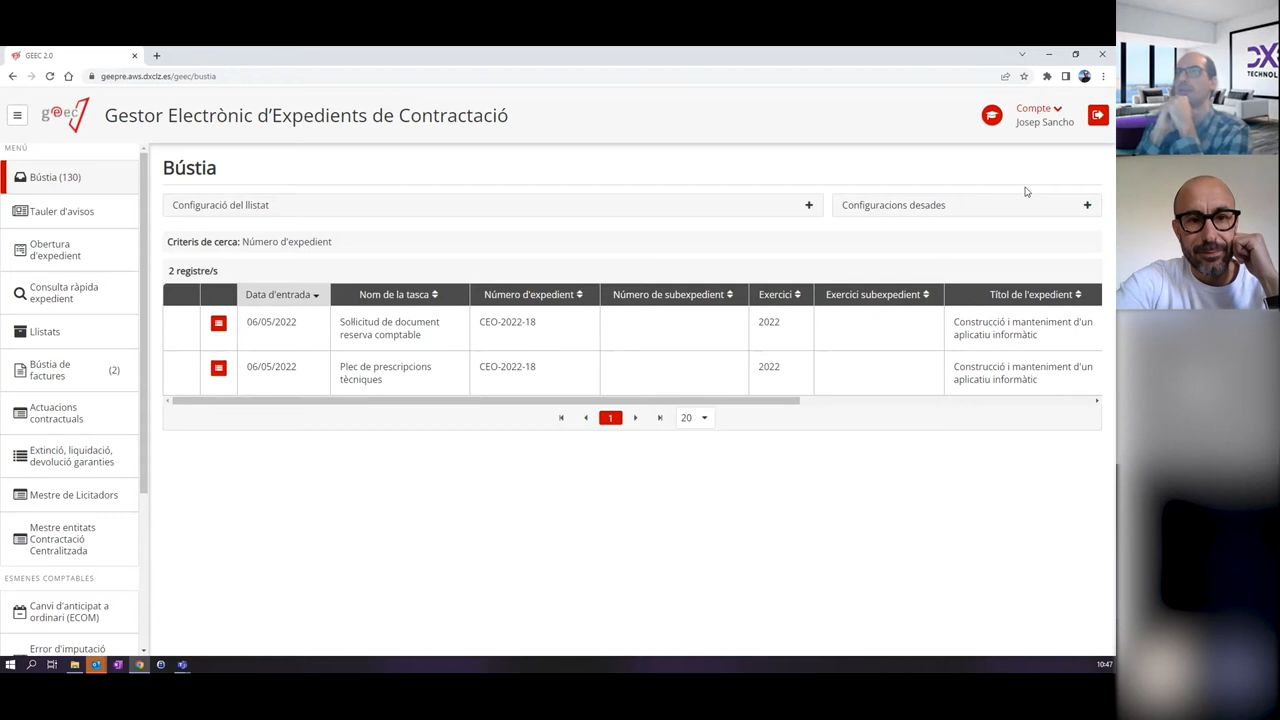 GEEC 2.0
geepre.aws.dxclz.es/geec/bustia
geec
Gestor Electrònic d'Expedients de Contractació
Compte
Josep Sancho
MENÚ
Bústia (130)
Tauler d'avisos
Obertura
d'expedient
Consulta ràpida
expedient
Llistats
Bústia de
factures
(2)
Actuacions
contractuals
Extinció, liquidació,
devolució garanties
Mestre de Licitadors
Mestre entitats
Contractació
Centralitzada
ESMENES COMPTABLES
Canvi d'anticipat a
ordinari (ECOM)
Error d'imputació
Bústia
Configuració del llistat
Configuracions desades
Criteris de cerca: Número d'expedient
2 registre/s
Data d'entrada Nom de la tasca Número d'expedient Número de subexpedient Exercici Exercici subexpedient Títol de l'expedient
06/05/2022 Sol·licitud de document reserva comptable CEO-2022-18 2022 Construcció i manteniment d'un aplicatiu informàtic
06/05/2022 Plec de prescripcions tècniques CEO-2022-18 2022 Construcció i manteniment d'un aplicatiu informàtic
1
20
10:47
DX
TECHNOL